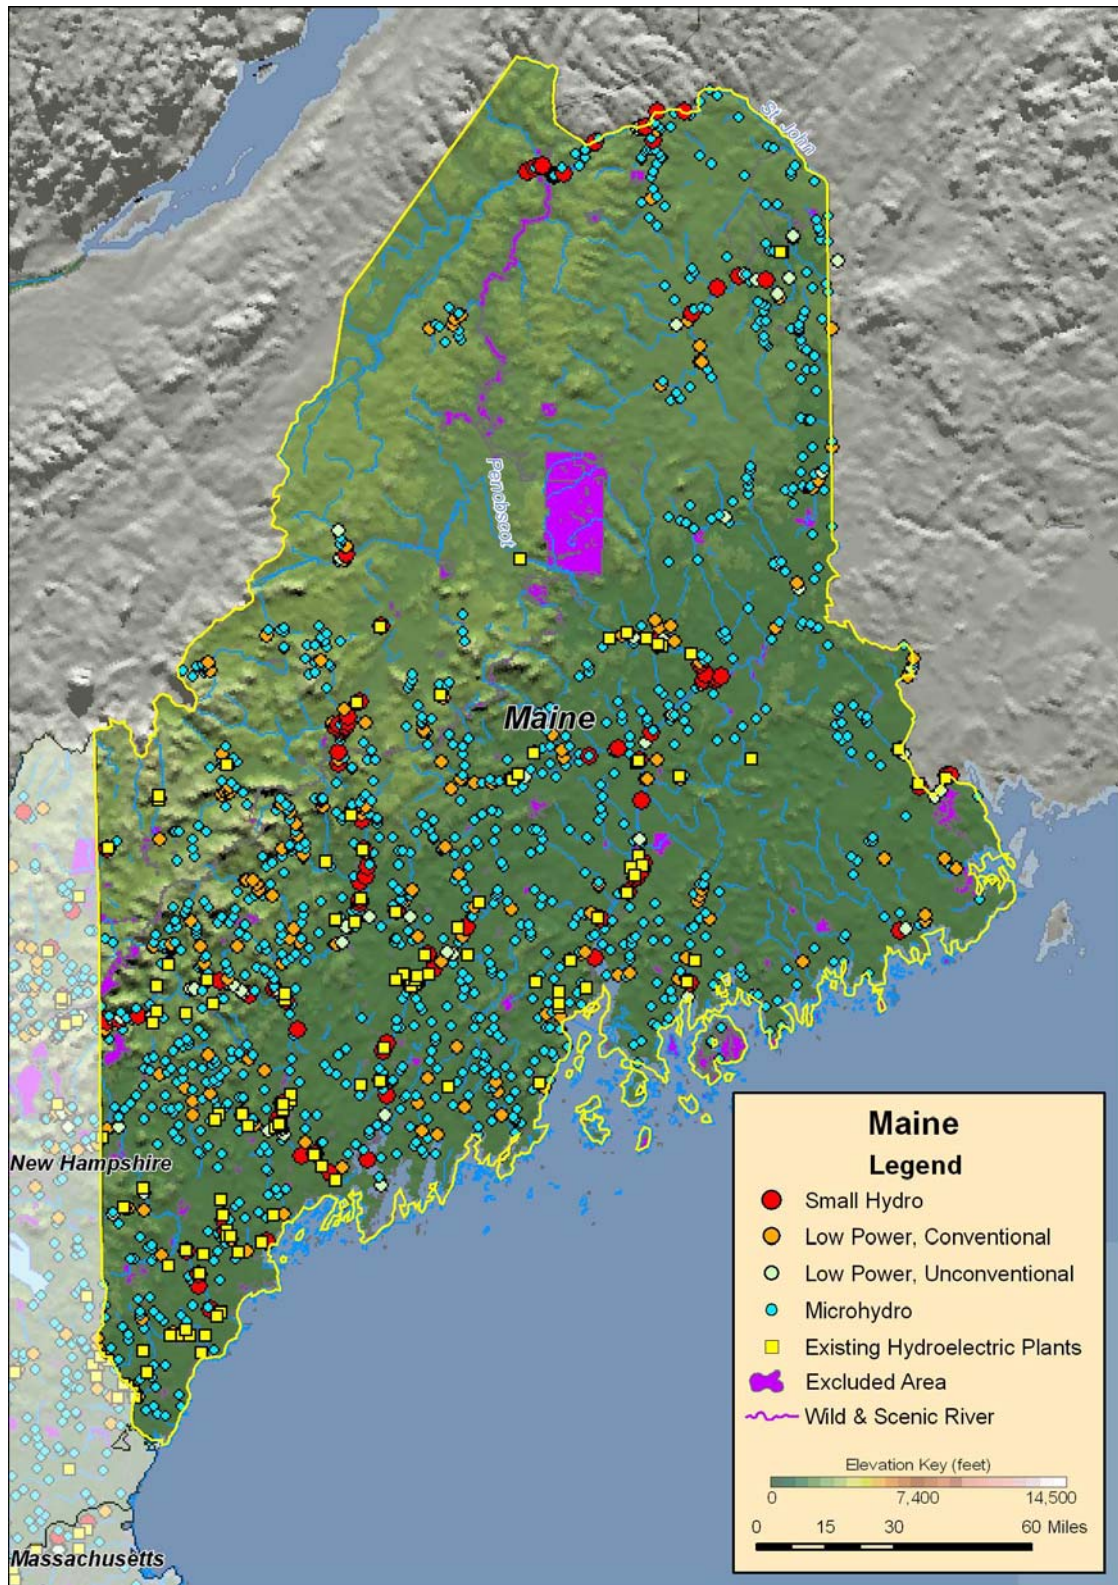 St. John
Penobscot
Maine
New Hampshire
Massachusetts
Maine
Legend
Small Hydro
Low Power, Conventional
Low Power, Unconventional
Microhydro
Existing Hydroelectric Plants
Excluded Area
Wild & Scenic River
Elevation Key (feet)
0 7,400 14,500
0 15 30 60 Miles